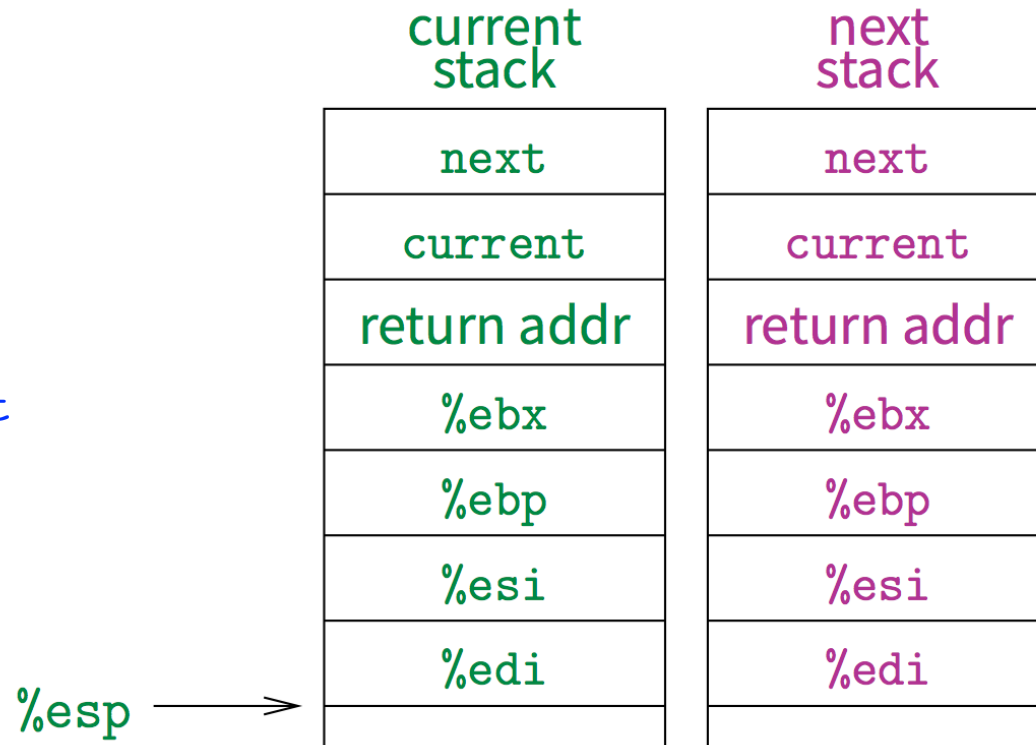 current next
stack stack
next next
current current
return addr return addr
%ebx %ebx
%ebp %ebp
%esi %esi
%edi %edi
%esp